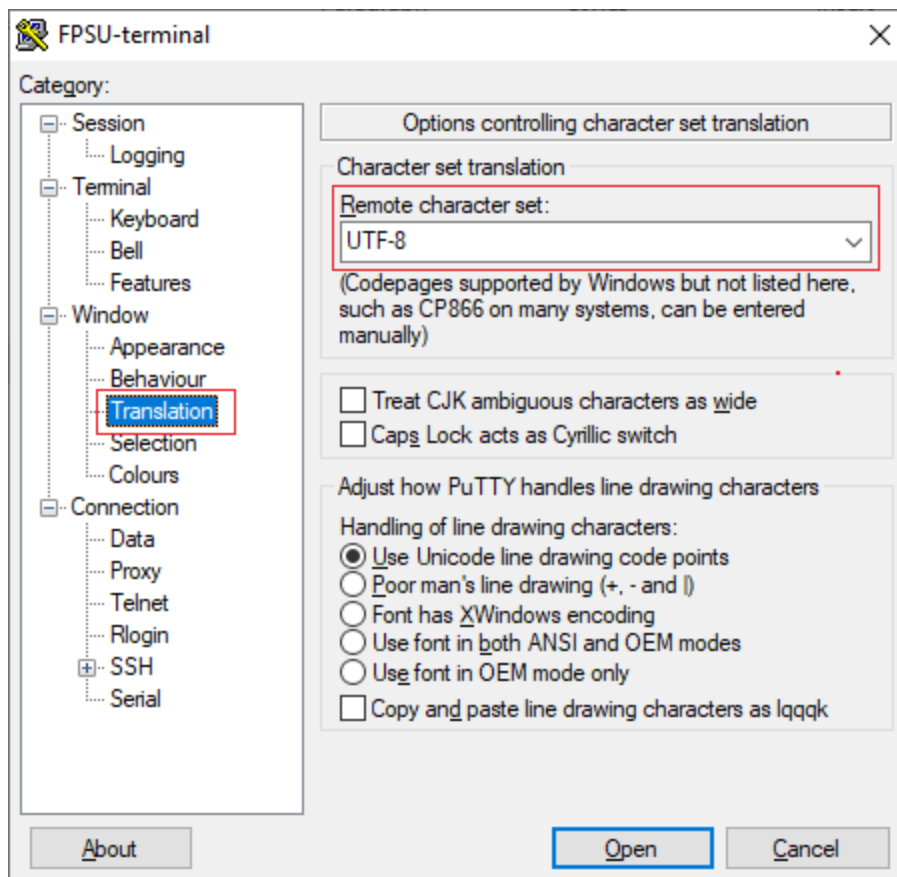 FPSU-terminal
Category:
Session
Logging
Terminal
Keyboard
Bell
Features
Window
Appearance
Behaviour
Translation
Selection
Colours
Connection
Data
Proxy
Telnet
Rlogin
SSH
Serial
Options controlling character set translation
Character set translation
Remote character set:
UTF-8
(Codepages supported by Windows but not listed here,
such as CP866 on many systems, can be entered
manually)
Treat CJK ambiguous characters as wide
Caps Lock acts as Cyrillic switch
Adjust how PuTTY handles line drawing characters
Handling of line drawing characters:
Use Unicode line drawing code points
Poor man's line drawing (+, - and |)
Font has XWindows encoding
Use font in both ANSI and OEM modes
Use font in OEM mode only
Copy and paste line drawing characters as lqqqk
About
Open
Cancel